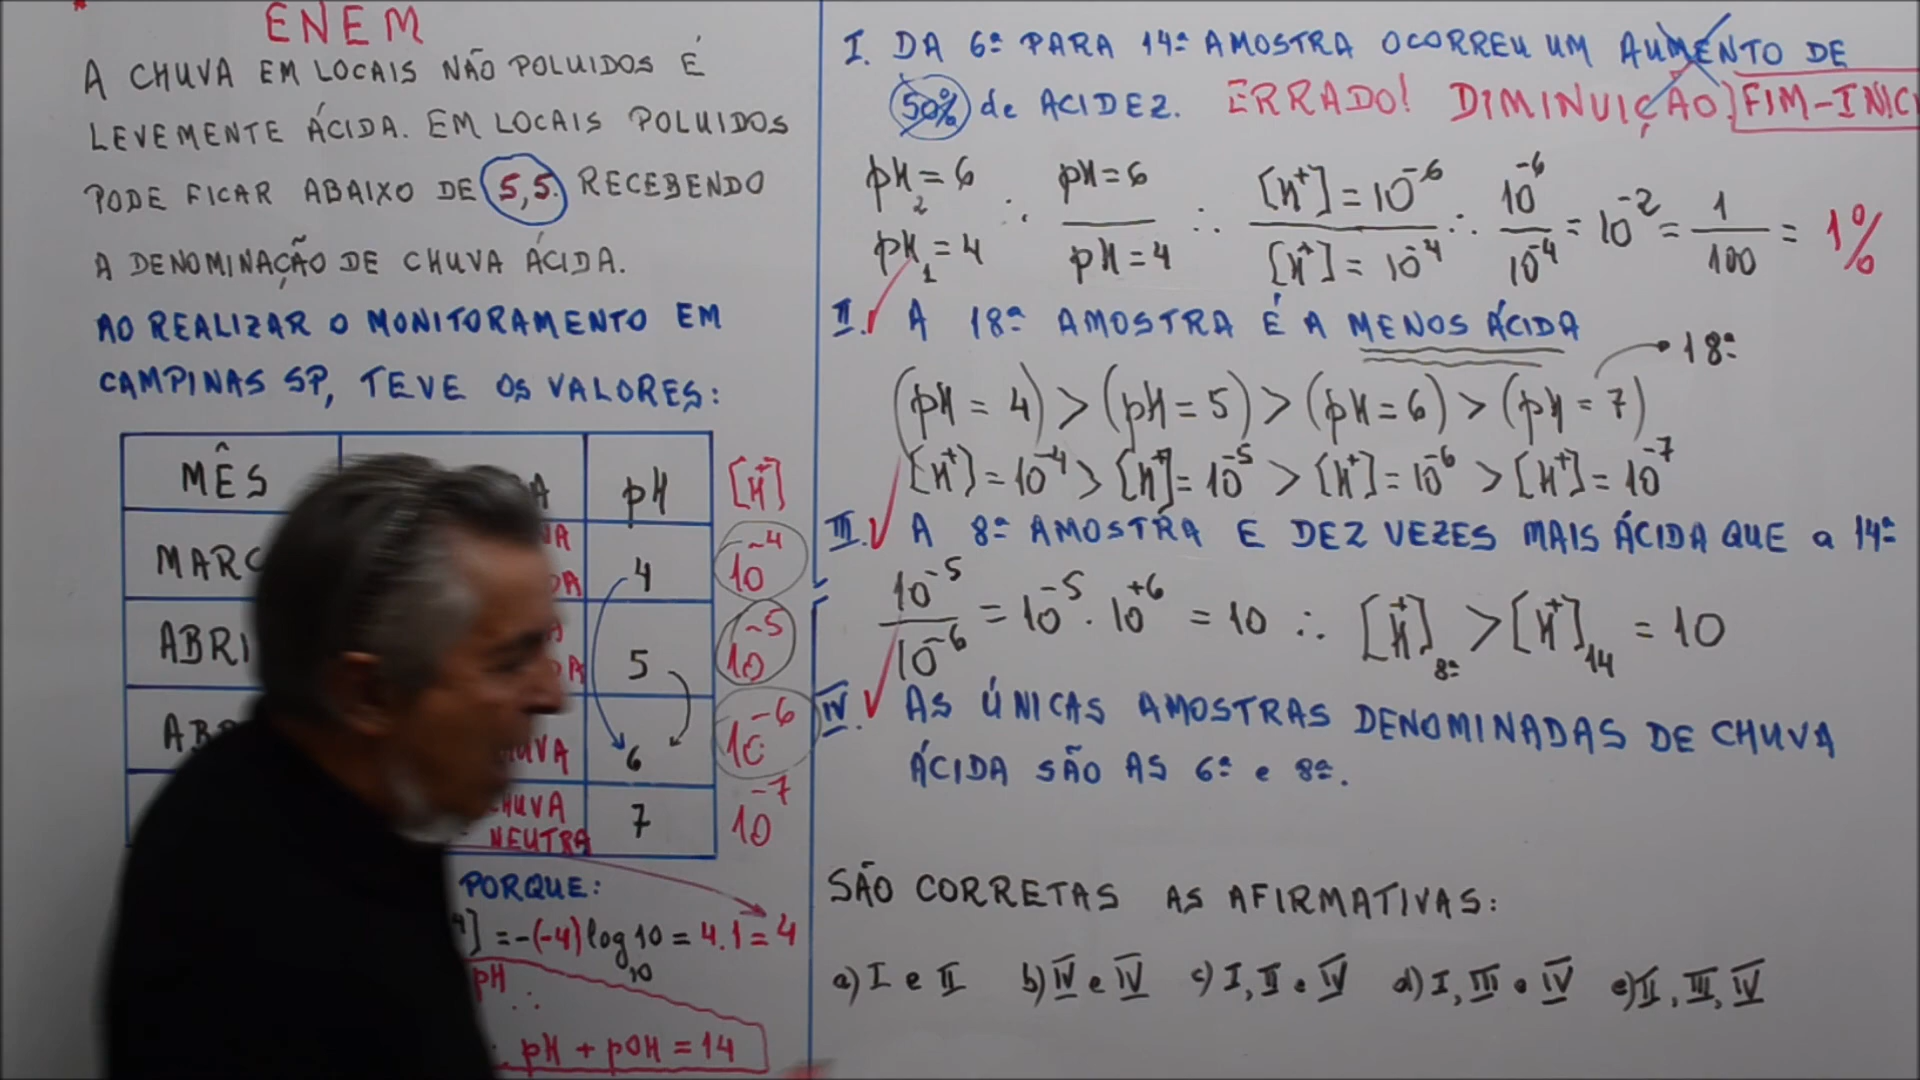 ENEM
A CHUVA EM LOCAIS NÃO POLUIDOS É
LEVEMENTE ÁCIDA. EM LOCAIS POLUIDOS
PODE FICAR ABAIXO DE 5,5. RECEBENDO
A DENOMINAÇÃO DE CHUVA ÁCIDA.
AO REALIZAR O MONITORAMENTO EM
CAMPINAS SP, TEVE OS VALORES:
MÊS pH [H⁺]
MARÇ 4 10⁻⁴
ABRI 5 10⁻⁵
AB 6 10⁻⁶
CHUVA
NEUTRA 7 10⁻⁷
PORQUE:
] = -(-4) log₁₀ 10 = 4.1 = 4
pH ∴
pH + pOH = 14
I. DA 6ª PARA 14ª AMOSTRA OCORREU UM AUMENTO DE
50% de ACIDEZ. ERRADO! DIMINUIÇÃO. FIM-INIC
pH₂ = 6 ∴ pH = 6 ∴ [H⁺] = 10⁻⁶ ∴ 10⁻⁶ = 10⁻² = 1 = 1%
pH₁ = 4 pH = 4 [H⁺] = 10⁻⁴ 10⁻⁴ 100
II. A 18ª AMOSTRA É A MENOS ÁCIDA
18ª
(pH = 4) > (pH = 5) > (pH = 6) > (pH = 7)
[H⁺] = 10⁻⁴ > [H⁺] = 10⁻⁵ > [H⁺] = 10⁻⁶ > [H⁺] = 10⁻⁷
III. A 8ª AMOSTRA E DEZ VEZES MAIS ÁCIDA QUE a 14ª
10⁻⁵ = 10⁻⁵ . 10⁺⁶ = 10 ∴ [H⁺]8ª > [H⁺]14 = 10
10⁻⁶
IV. AS ÚNICAS AMOSTRAS DENOMINADAS DE CHUVA
ÁCIDA SÃO AS 6ª e 8ª.
SÃO CORRETAS AS AFIRMATIVAS:
a) I e II b) IV e IV c) I, II e IV d) I, III e IV e) II, III, IV